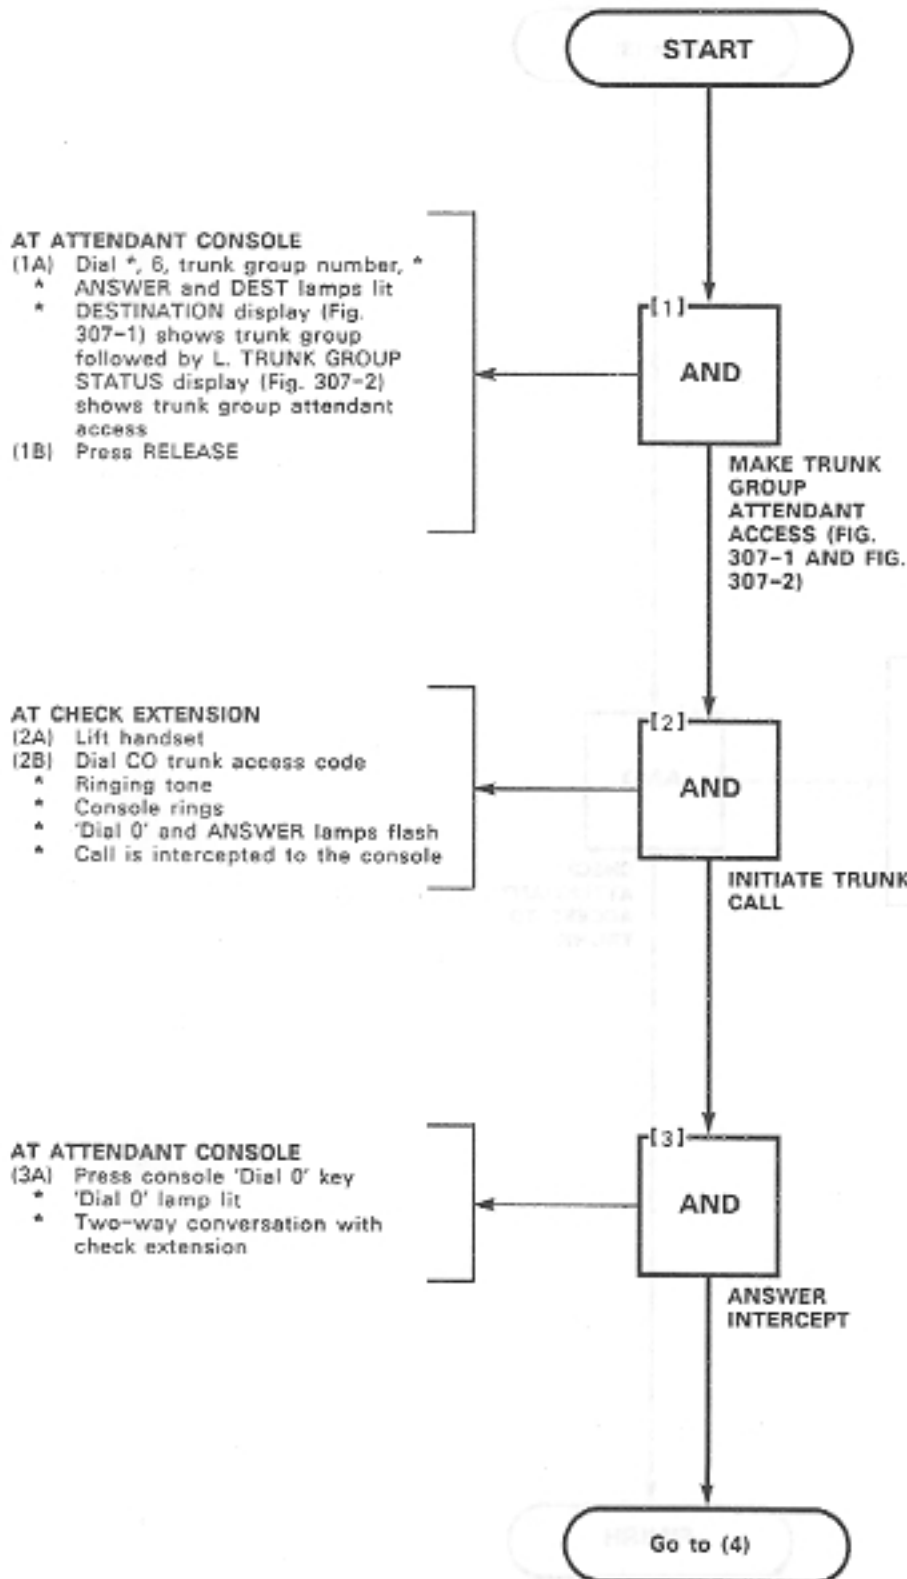 START
AT ATTENDANT CONSOLE
(1A) Dial *, 6, trunk group number, *
* ANSWER and DEST lamps lit
* DESTINATION display (Fig.
307-1) shows trunk group
followed by L. TRUNK GROUP
STATUS display (Fig. 307-2)
shows trunk group attendant
access
(1B) Press RELEASE
[1]
AND
MAKE TRUNK
GROUP
ATTENDANT
ACCESS (FIG.
307-1 AND FIG.
307-2)
AT CHECK EXTENSION
(2A) Lift handset
(2B) Dial CO trunk access code
* Ringing tone
* Console rings
* 'Dial 0' and ANSWER lamps flash
* Call is intercepted to the console
[2]
AND
INITIATE TRUNK
CALL
AT ATTENDANT CONSOLE
(3A) Press console 'Dial 0' key
* 'Dial 0' lamp lit
* Two-way conversation with
check extension
[3]
AND
ANSWER
INTERCEPT
Go to (4)